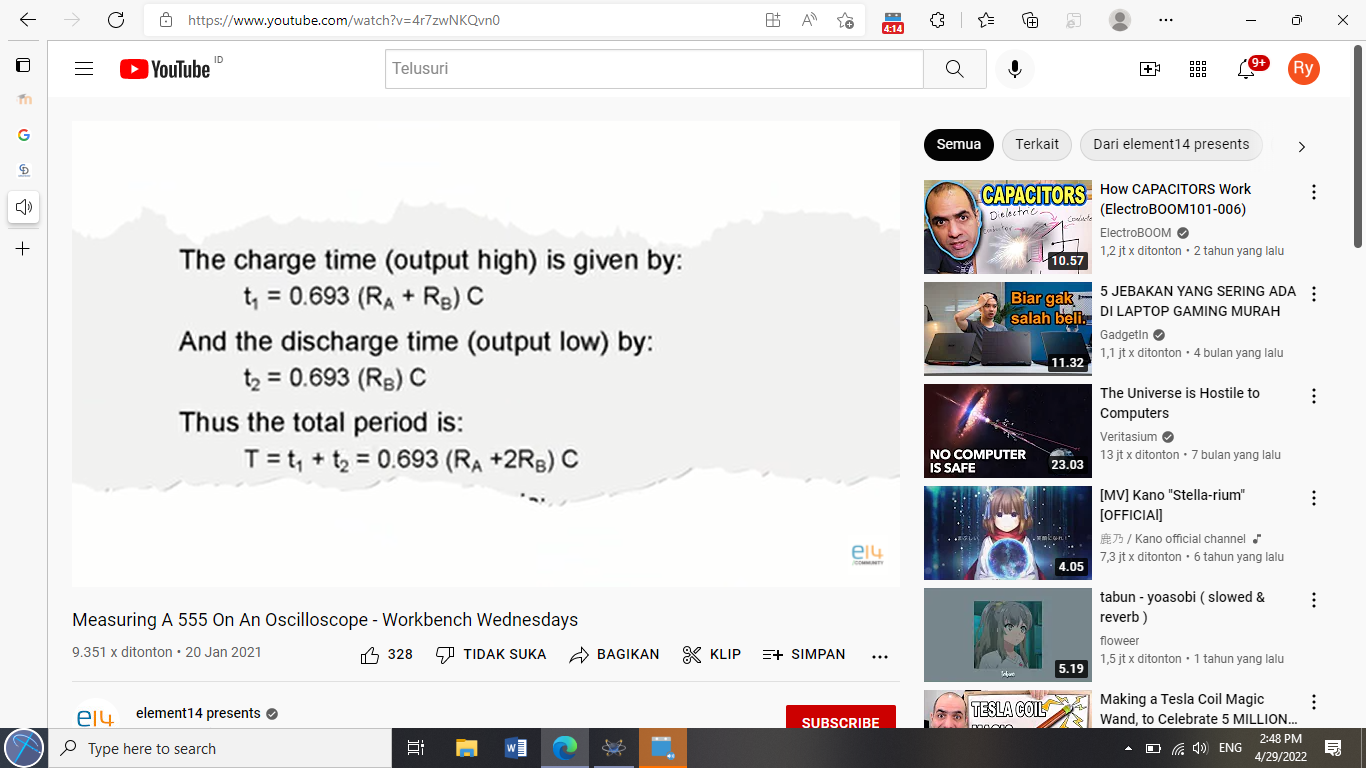 https://www.youtube.com/watch?v=4r7zwNKQvn0
4:14
YouTube ID
Telusuri
9+
Ry
The charge time (output high) is given by:
t₁ = 0.693 (R_A + R_B) C
And the discharge time (output low) by:
t₂ = 0.693 (R_B) C
Thus the total period is:
T = t₁ + t₂ = 0.693 (R_A +2R_B) C
e14
/COMMUNITY
Measuring A 555 On An Oscilloscope - Workbench Wednesdays
9.351 x ditonton • 20 Jan 2021
328
TIDAK SUKA
BAGIKAN
KLIP
SIMPAN
e14
element14 presents
SUBSCRIBE
Semua
Terkait
Dari element14 presents
CAPACITORS
Dielectric
10.57
How CAPACITORS Work
(ElectroBOOM101-006)
ElectroBOOM
1,2 jt x ditonton • 2 tahun yang lalu
Biar gak
salah beli.
11.32
5 JEBAKAN YANG SERING ADA
DI LAPTOP GAMING MURAH
GadgetIn
1,1 jt x ditonton • 4 bulan yang lalu
NO COMPUTER
IS SAFE
23.03
The Universe is Hostile to
Computers
Veritasium
13 jt x ditonton • 7 bulan yang lalu
4.05
[MV] Kano "Stella-rium"
[OFFICIAl]
鹿乃 / Kano official channel
7,3 jt x ditonton • 6 tahun yang lalu
5.19
tabun - yoasobi ( slowed &
reverb )
floweer
1,5 jt x ditonton • 1 tahun yang lalu
TESLA COIL
Making a Tesla Coil Magic
Wand, to Celebrate 5 MILLION...
Type here to search
ENG
2:48 PM
4/29/2022